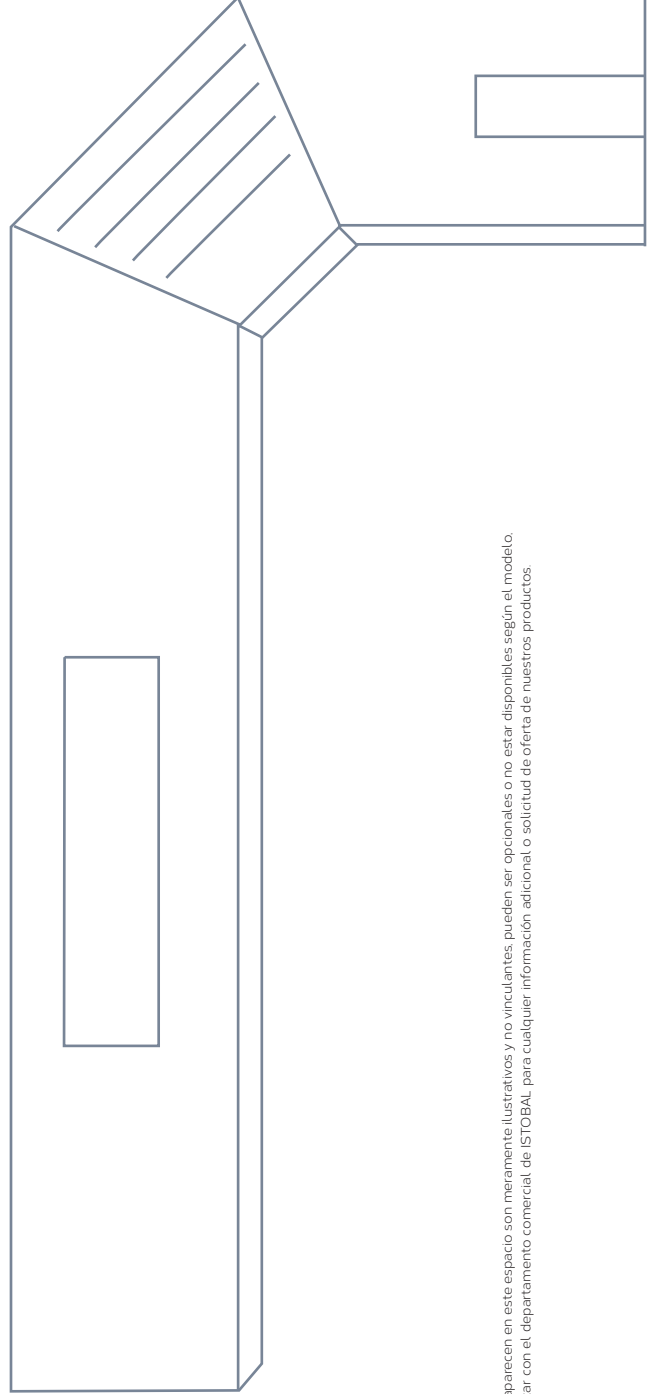 aparecen en este espacio son meramente ilustrativos y no vinculantes, pueden ser opcionales o no estar disponibles según el modelo.
ar con el departamento comercial de ISTOBAL para cualquier información adicional o solicitud de oferta de nuestros productos.